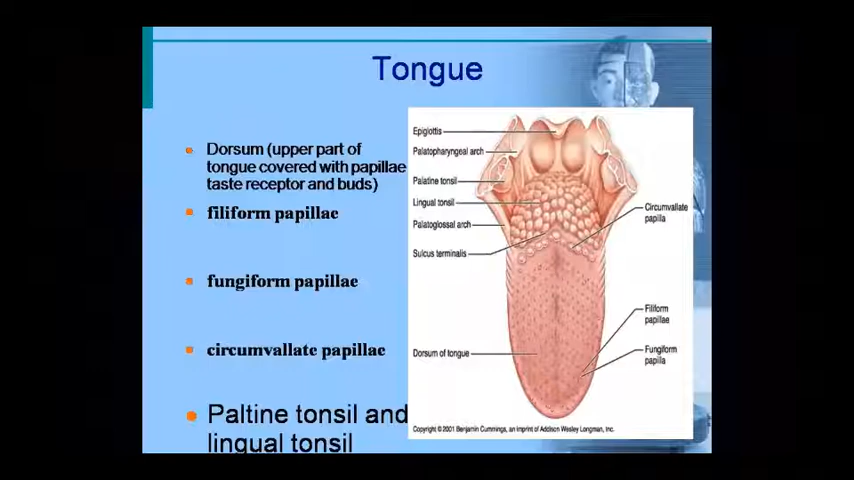 Tongue
Dorsum (upper part of
tongue covered with papillae
taste receptor and buds)
filiform papillae
fungiform papillae
circumvallate papillae
Paltine tonsil and
lingual tonsil
Epiglottis
Palatopharyngeal arch
Palatine tonsil
Lingual tonsil
Palatoglossal arch
Sulcus terminalis
Dorsum of tongue
Circumvallate
papilla
Filiform
papillae
Fungiform
papilla
Copyright © 2001 Benjamin Cummings, an imprint of Addison Wesley Longman, Inc.